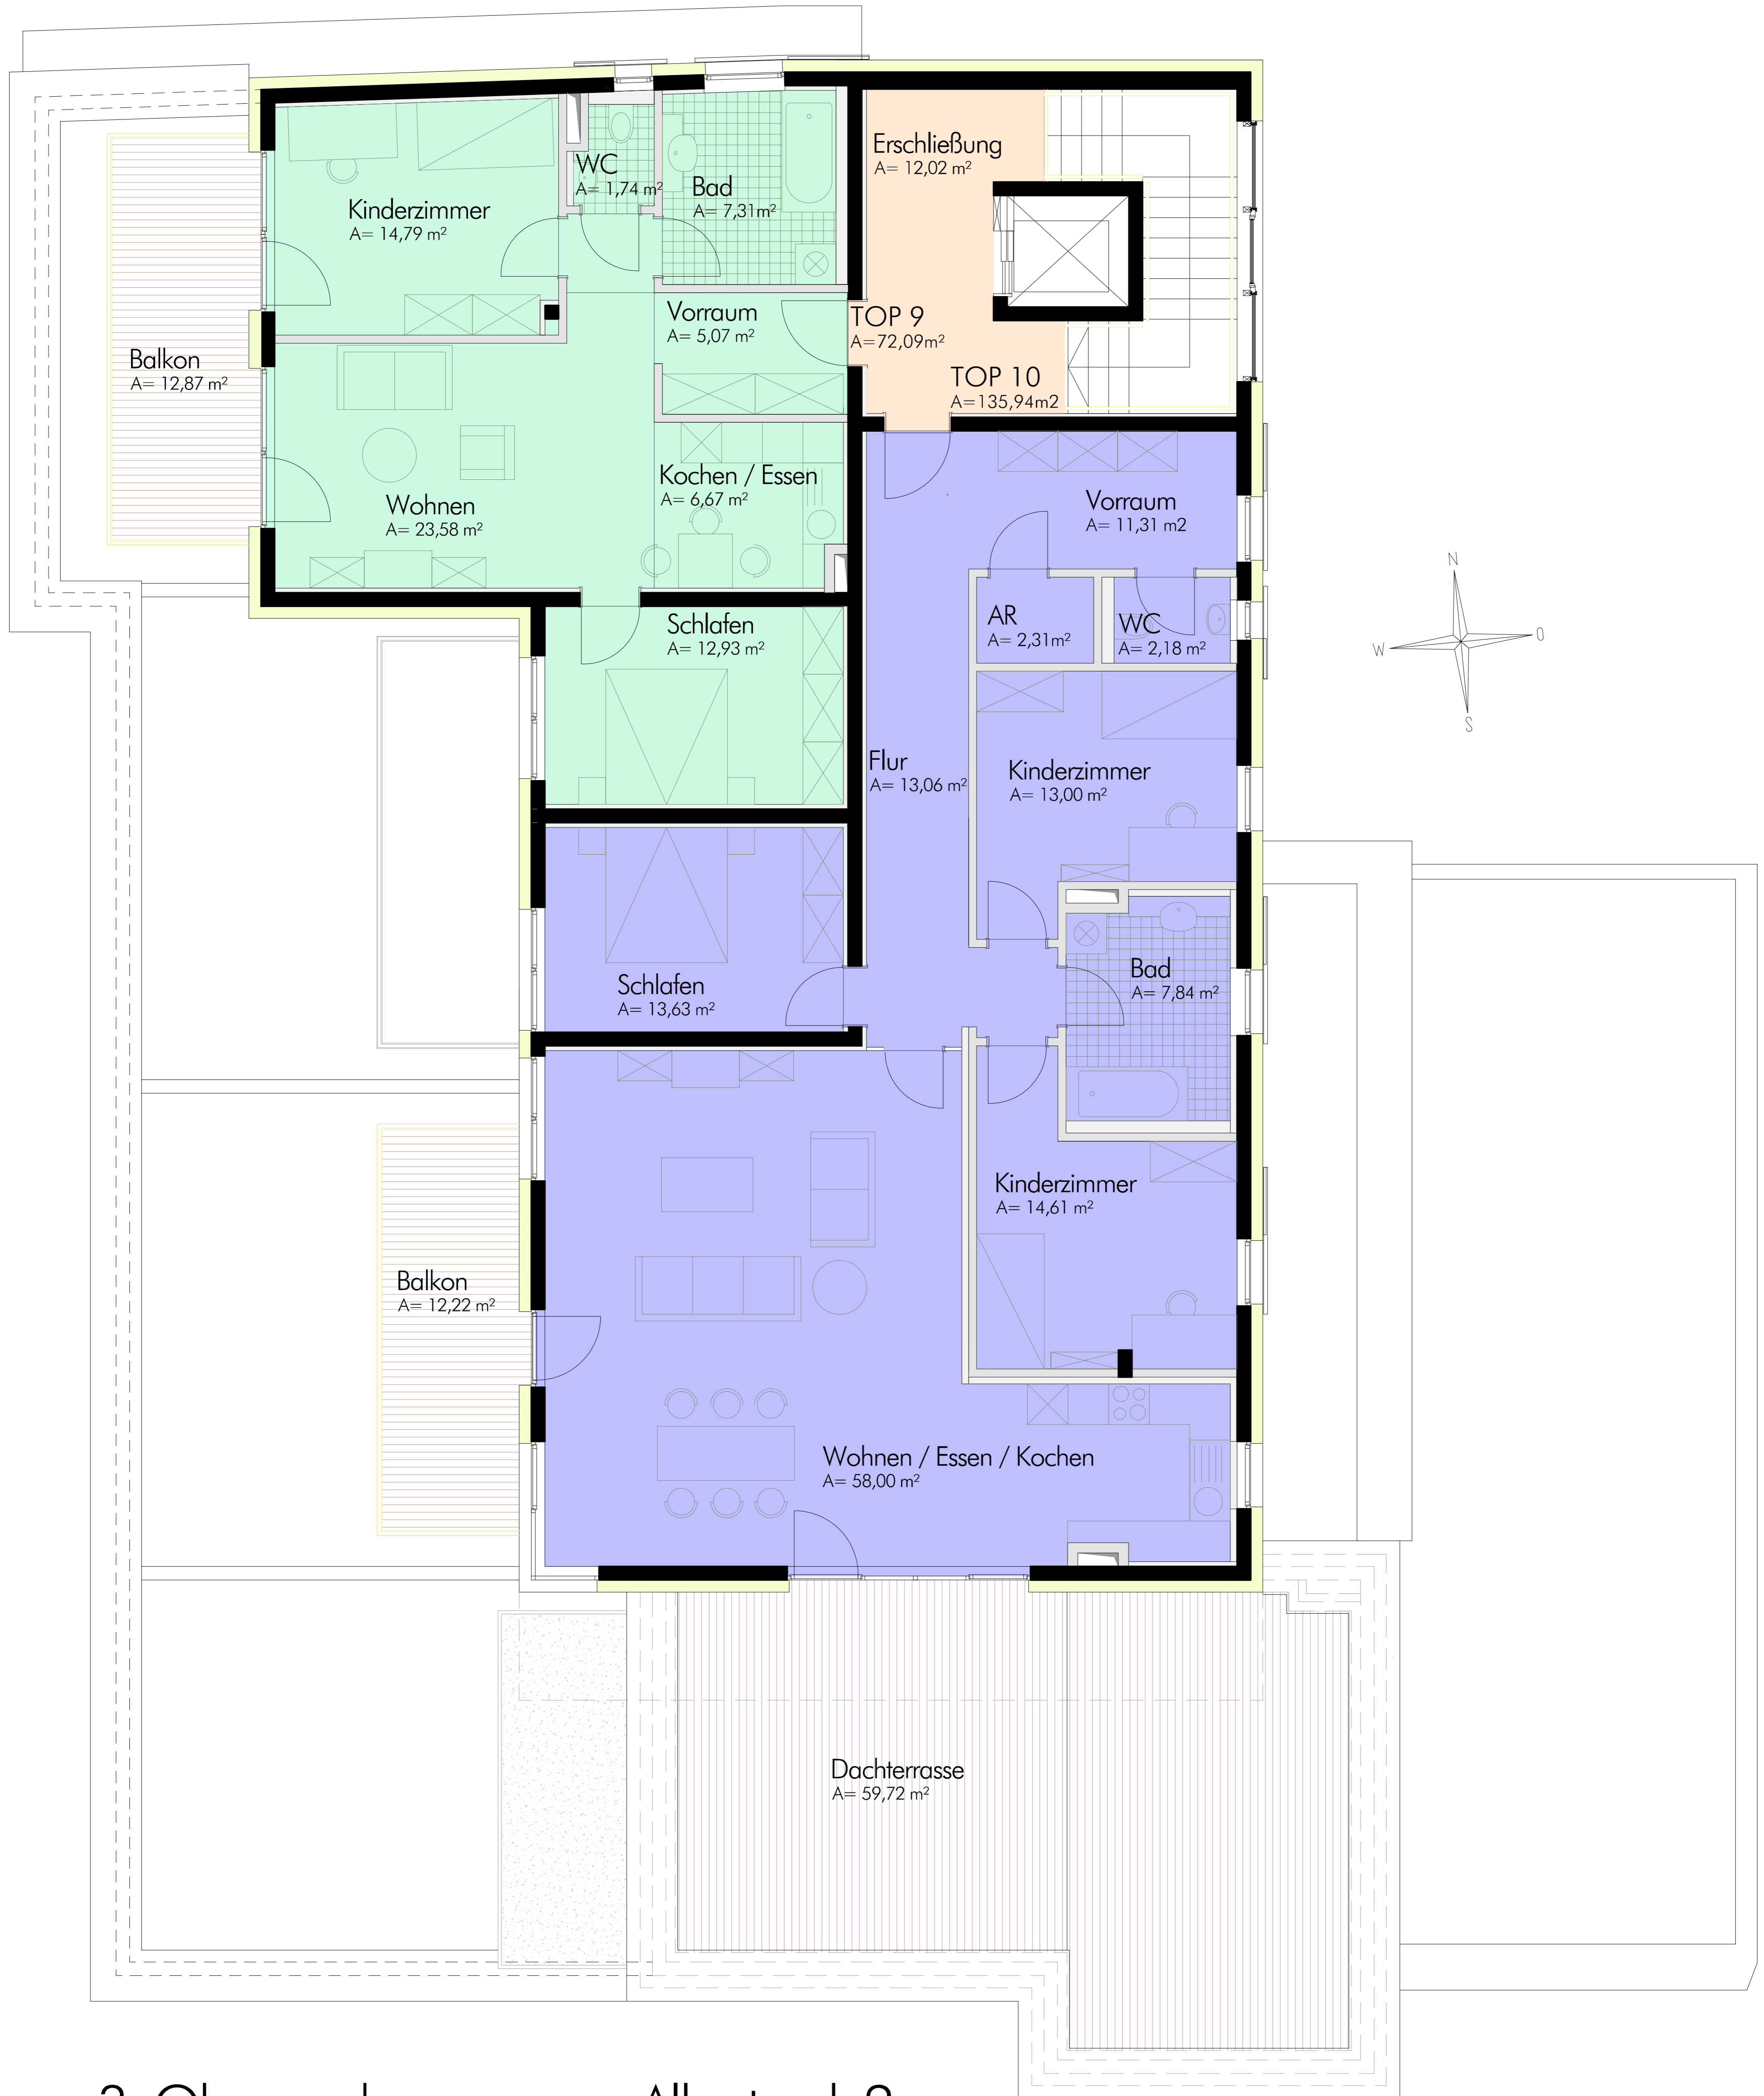 Erschließung
A= 12,02 m²
WC
A= 1,74 m²
Bad
A= 7,31m²
Kinderzimmer
A= 14,79 m²
Vorraum
A= 5,07 m²
TOP 9
A=72,09m²
Balkon
A= 12,87 m²
TOP 10
A=135,94m2
Kochen / Essen
A= 6,67 m²
Wohnen
A= 23,58 m²
Vorraum
A= 11,31 m2
N
W
O
S
Schlafen
A= 12,93 m²
AR
A= 2,31m²
WC
A= 2,18 m²
Flur
A= 13,06 m²
Kinderzimmer
A= 13,00 m²
Bad
A= 7,84 m²
Schlafen
A= 13,63 m²
Kinderzimmer
A= 14,61 m²
Balkon
A= 12,22 m²
Wohnen / Essen / Kochen
A= 58,00 m²
Dachterrasse
A= 59,72 m²